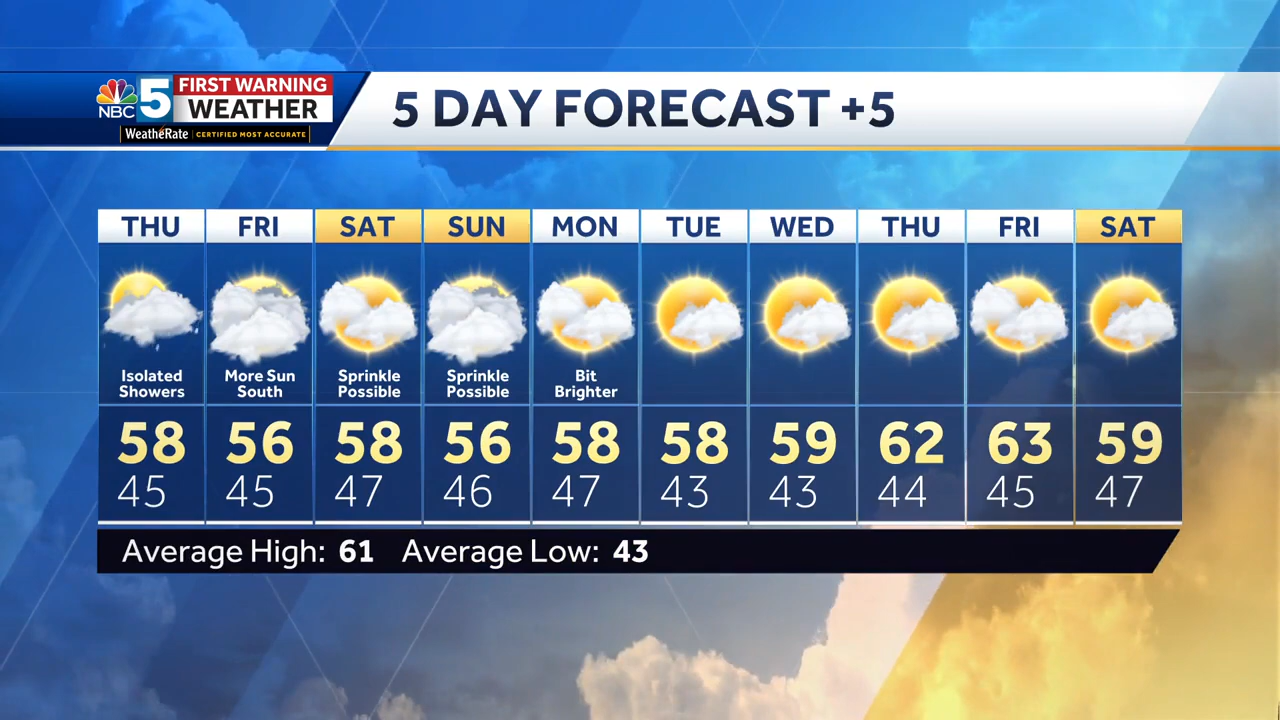 NBC 5 FIRST WARNING
WEATHER
WeatheRate CERTIFIED MOST ACCURATE
5 DAY FORECAST +5
THU FRI SAT SUN MON TUE WED THU FRI SAT
Isolated More Sun Sprinkle Sprinkle Bit
Showers South Possible Possible Brighter
58 56 58 56 58 58 59 62 63 59
45 45 47 46 47 43 43 44 45 47
Average High: 61 Average Low: 43